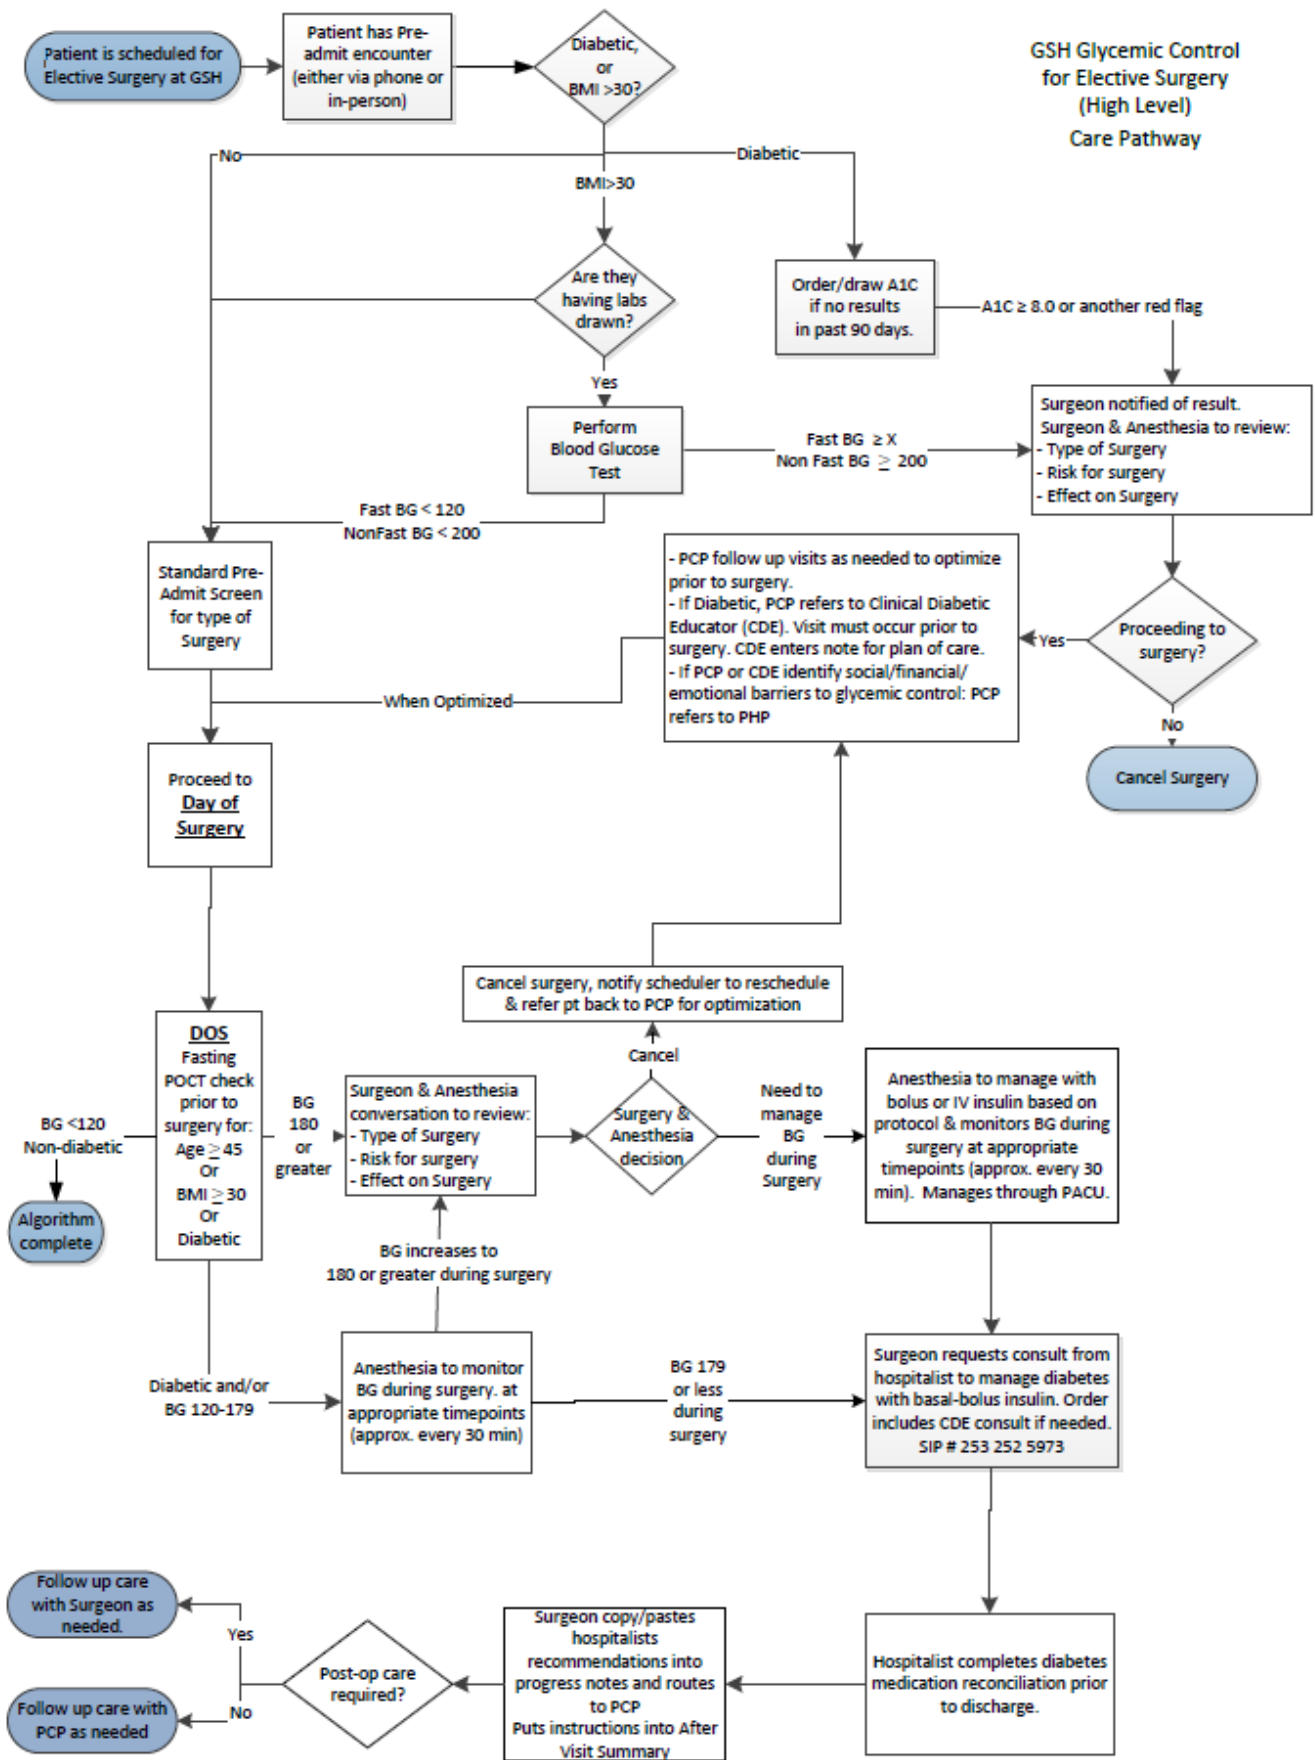 Patient is scheduled for
Elective Surgery at GSH
Patient has Pre-
admit encounter
(either via phone or
in-person)
Diabetic,
or
BMI >30?
GSH Glycemic Control
for Elective Surgery
(High Level)
Care Pathway
No
Diabetic
BMI>30
Are they
having labs
drawn?
Order/draw A1C
if no results
in past 90 days.
A1C ≥ 8.0 or another red flag
Yes
Perform
Blood Glucose
Test
Fast BG ≥ X
Non Fast BG ≥ 200
Surgeon notified of result.
Surgeon & Anesthesia to review:
- Type of Surgery
- Risk for surgery
- Effect on Surgery
Fast BG < 120
NonFast BG < 200
Standard Pre-
Admit Screen
for type of
Surgery
- PCP follow up visits as needed to optimize
prior to surgery.
- If Diabetic, PCP refers to Clinical Diabetic
Educator (CDE). Visit must occur prior to
surgery. CDE enters note for plan of care.
- If PCP or CDE identify social/financial/
emotional barriers to glycemic control: PCP
refers to PHP
Yes
Proceeding to
surgery?
When Optimized
No
Cancel Surgery
Proceed to
Day of
Surgery
Cancel surgery, notify scheduler to reschedule
& refer pt back to PCP for optimization
Cancel
DOS
Fasting
POCT check
prior to
surgery for:
Age ≥ 45
Or
BMI ≥ 30
Or
Diabetic
BG <120
Non-diabetic
Algorithm
complete
BG
180
or
greater
Surgeon & Anesthesia
conversation to review:
- Type of Surgery
- Risk for surgery
- Effect on Surgery
Surgery &
Anesthesia
decision
Need to
manage
BG
during
Surgery
Anesthesia to manage with
bolus or IV insulin based on
protocol & monitors BG during
surgery at appropriate
timepoints (approx. every 30
min). Manages through PACU.
BG increases to
180 or greater during surgery
Diabetic and/or
BG 120-179
Anesthesia to monitor
BG during surgery. at
appropriate timepoints
(approx. every 30 min)
BG 179
or less
during
surgery
Surgeon requests consult from
hospitalist to manage diabetes
with basal-bolus insulin. Order
includes CDE consult if needed.
SIP # 253 252 5973
Follow up care
with Surgeon as
needed.
Yes
No
Follow up care with
PCP as needed
Post-op care
required?
Surgeon copy/pastes
hospitalists
recommendations into
progress notes and routes
to PCP
Puts instructions into After
Visit Summary
Hospitalist completes diabetes
medication reconciliation prior
to discharge.